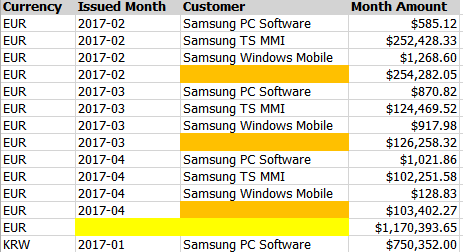 Currency Issued Month Customer Month Amount
EUR 2017-02 Samsung PC Software $585.12
EUR 2017-02 Samsung TS MMI $252,428.33
EUR 2017-02 Samsung Windows Mobile $1,268.60
EUR 2017-02 $254,282.05
EUR 2017-03 Samsung PC Software $870.82
EUR 2017-03 Samsung TS MMI $124,469.52
EUR 2017-03 Samsung Windows Mobile $917.98
EUR 2017-03 $126,258.32
EUR 2017-04 Samsung PC Software $1,021.86
EUR 2017-04 Samsung TS MMI $102,251.58
EUR 2017-04 Samsung Windows Mobile $128.83
EUR 2017-04 $103,402.27
EUR $1,170,393.65
KRW 2017-01 Samsung PC Software $750,352.00